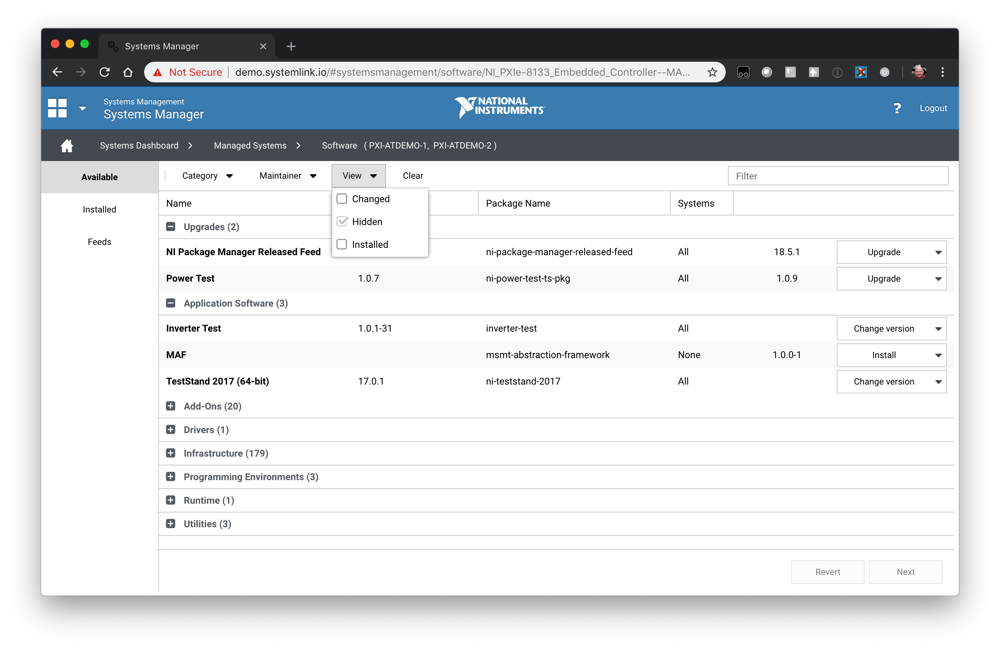 Systems Manager
Not Secure demo.systemlink.io/#systemsmanagement/software/NI_PXIe-8133_Embedded_Controller--MA...
Systems Management
Systems Manager
NATIONAL
INSTRUMENTS
? Logout
Systems Dashboard Managed Systems Software ( PXI-ATDEMO-1, PXI-ATDEMO-2 )
Available
Installed
Feeds
Category Maintainer View Clear Filter
Changed
Hidden
Installed
Name Package Name Systems
Upgrades (2)
NI Package Manager Released Feed ni-package-manager-released-feed All 18.5.1 Upgrade
Power Test 1.0.7 ni-power-test-ts-pkg All 1.0.9 Upgrade
Application Software (3)
Inverter Test 1.0.1-31 inverter-test All Change version
MAF msmt-abstraction-framework None 1.0.0-1 Install
TestStand 2017 (64-bit) 17.0.1 ni-teststand-2017 All Change version
Add-Ons (20)
Drivers (1)
Infrastructure (179)
Programming Environments (3)
Runtime (1)
Utilities (3)
Revert Next